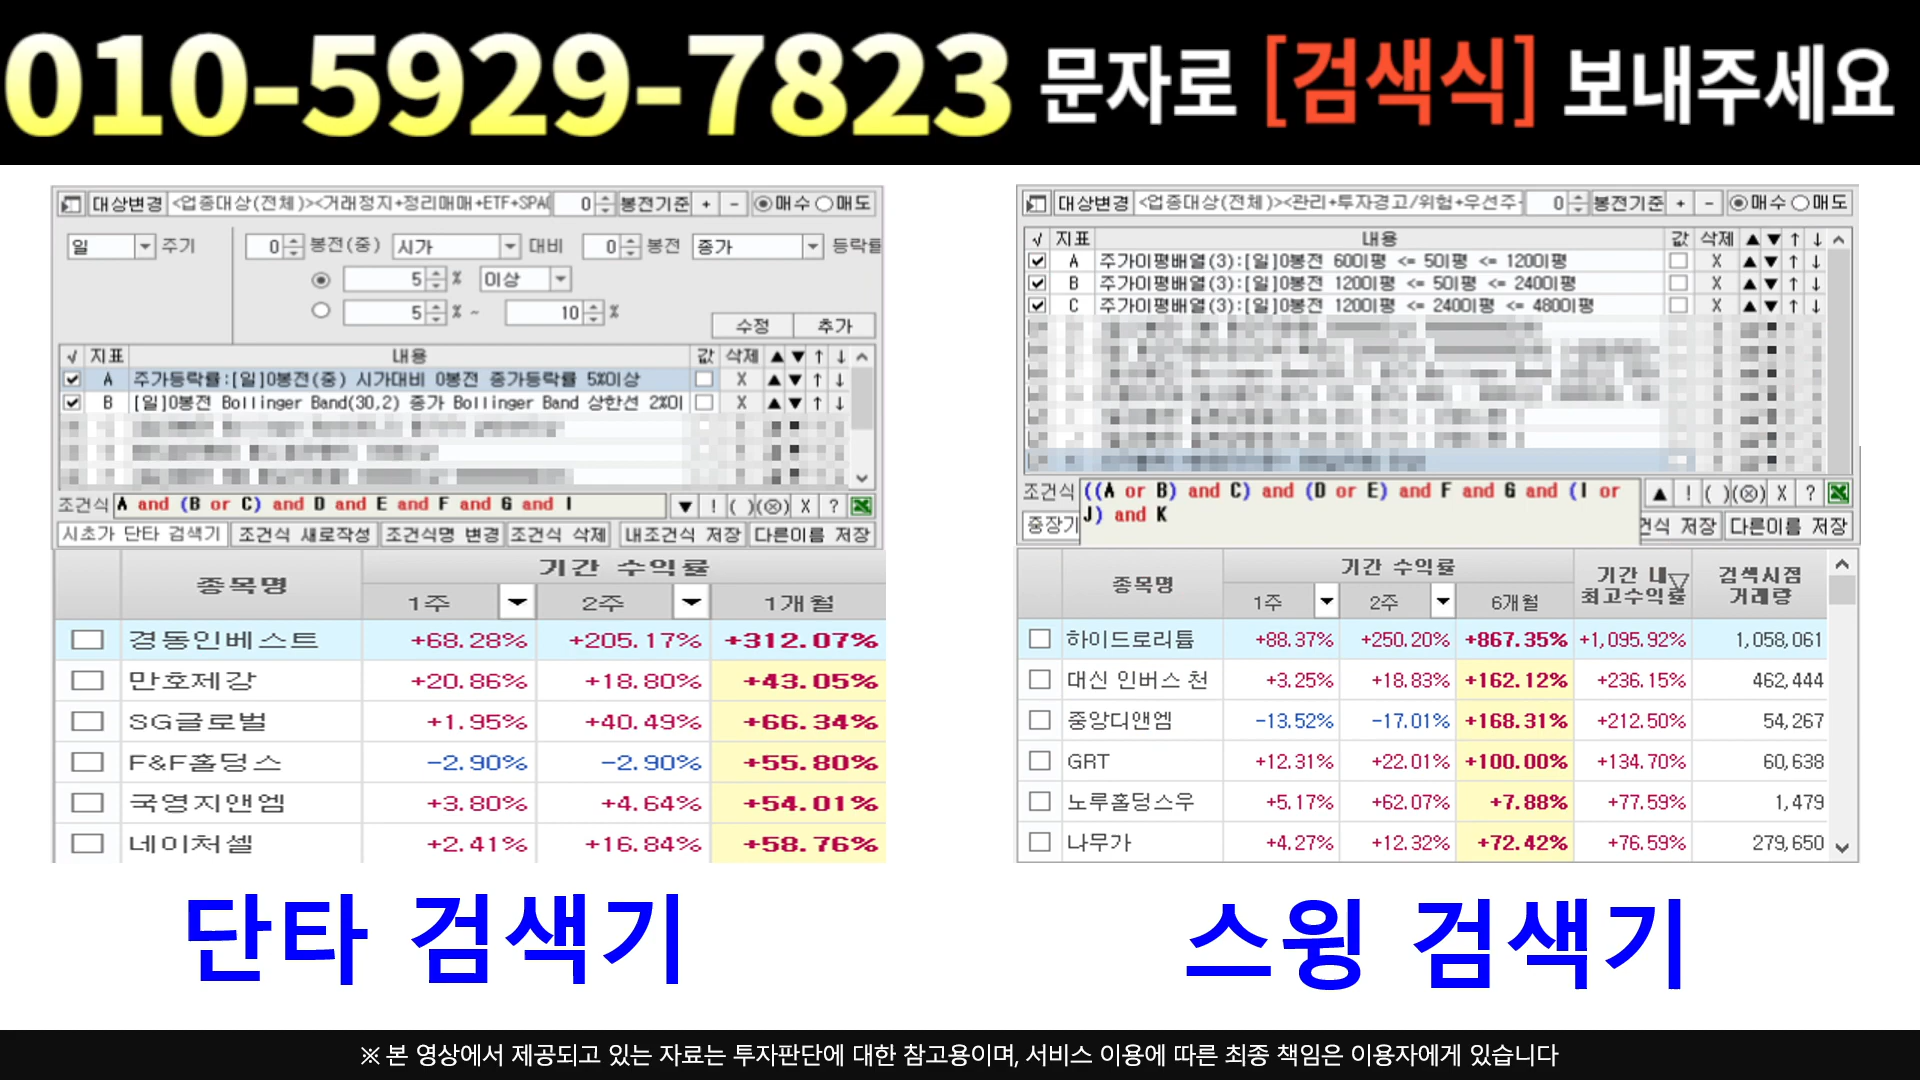 010-5929-7823 문자로 [검색식] 보내주세요
대상변경 <업종대상(전체)><거래정지+정리매매+ETF+SPA 0 봉전기준 + - 매수 매도
일 주기 0 봉전(중) 시가 대비 0 봉전 종가 등락률
5 % 이상
5 % ~ 10 %
수정 추가
√ 지표 내용 값 삭제 ▲ ▼ ↑ ↓
A 주가등락률:[일]0봉전(중) 시가대비 0봉전 종가등락률 5%이상 X ▲ ▼ ↑ ↓
B [일]0봉전 Bollinger Band(30,2) 종가 Bollinger Band 상한선 2%이 X ▲ ▼ ↑ ↓
조건식 A and (B or C) and D and E and F and G and I ▼ ! ( )(⊗) X ?
시초가 단타 검색기 조건식 새로작성 조건식명 변경 조건식 삭제 내조건식 저장 다른이름 저장
종목명 기간 수익률
1주 2주 1개월
경동인베스트 +68.28% +205.17% +312.07%
만호제강 +20.86% +18.80% +43.05%
SG글로벌 +1.95% +40.49% +66.34%
F&F홀딩스 -2.90% -2.90% +55.80%
국영지앤엠 +3.80% +4.64% +54.01%
네이처셀 +2.41% +16.84% +58.76%
단타 검색기
대상변경 <업종대상(전체)><관리+투자경고/위험+우선주+ 0 봉전기준 + - 매수 매도
√ 지표 내용 값 삭제 ▲ ▼ ↑ ↓
A 주가이평배열(3):[일]0봉전 60이평 <= 5이평 <= 120이평 X ▲ ▼ ↑ ↓
B 주가이평배열(3):[일]0봉전 120이평 <= 5이평 <= 240이평 X ▲ ▼ ↑ ↓
C 주가이평배열(3):[일]0봉전 120이평 <= 240이평 <= 480이평 X ▲ ▼ ↑ ↓
조건식 ((A or B) and C) and (D or E) and F and G and (I or ▲ ! ( )(⊗) X ?
중장기 J) and K 건식 저장 다른이름 저장
종목명 기간 수익률 기간 내 최고수익률 검색시점 거래량
1주 2주 6개월
하이드로리튬 +88.37% +250.20% +867.35% +1,095.92% 1,058,061
대신 인버스 천 +3.25% +18.83% +162.12% +236.15% 462,444
중앙디앤엠 -13.52% -17.01% +168.31% +212.50% 54,267
GRT +12.31% +22.01% +100.00% +134.70% 60,638
노루홀딩스우 +5.17% +62.07% +7.88% +77.59% 1,479
나무가 +4.27% +12.32% +72.42% +76.59% 279,650
스윙 검색기
※ 본 영상에서 제공되고 있는 자료는 투자판단에 대한 참고용이며, 서비스 이용에 따른 최종 책임은 이용자에게 있습니다